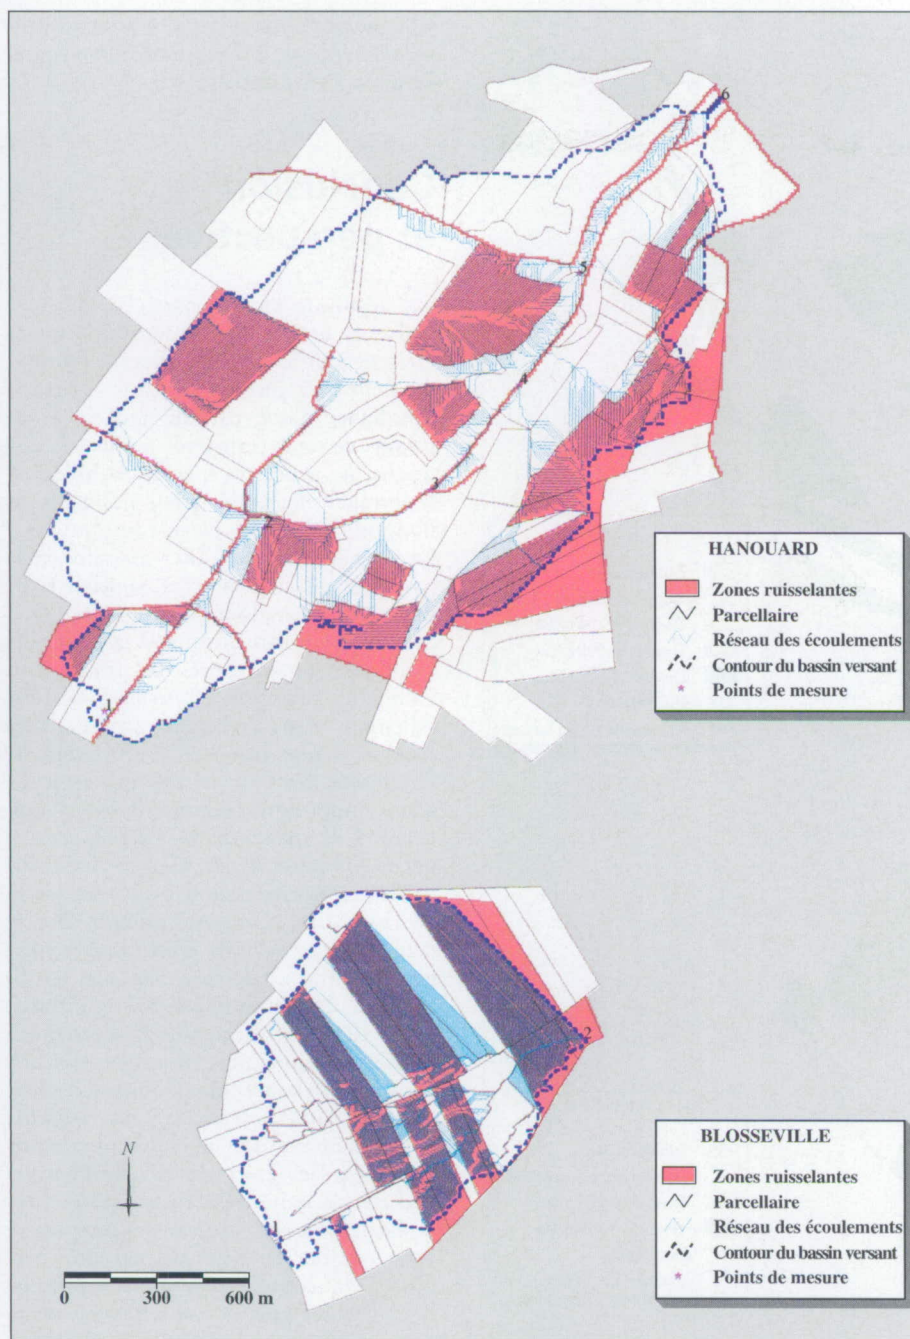 6
5
4
3
2
1
HANOUARD
Zones ruisselantes
Parcellaire
Réseau des écoulements
Contour du bassin versant
Points de mesure
2
1
N
0 300 600 m
BLOSSEVILLE
Zones ruisselantes
Parcellaire
Réseau des écoulements
Contour du bassin versant
Points de mesure